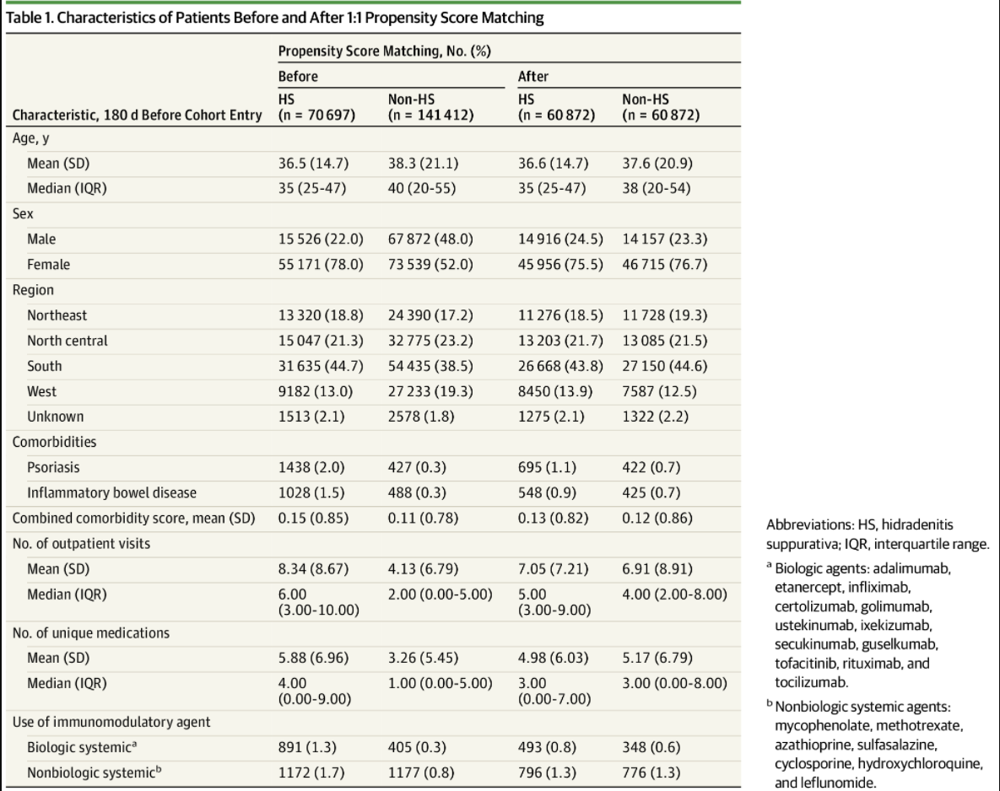 Table 1. Characteristics of Patients Before and After 1:1 Propensity Score Matching
Propensity Score Matching, No. (%)
Before After
HS Non-HS HS Non-HS
Characteristic, 180 d Before Cohort Entry (n = 70 697) (n = 141 412) (n = 60 872) (n = 60 872)
Age, y
Mean (SD) 36.5 (14.7) 38.3 (21.1) 36.6 (14.7) 37.6 (20.9)
Median (IQR) 35 (25-47) 40 (20-55) 35 (25-47) 38 (20-54)
Sex
Male 15 526 (22.0) 67 872 (48.0) 14 916 (24.5) 14 157 (23.3)
Female 55 171 (78.0) 73 539 (52.0) 45 956 (75.5) 46 715 (76.7)
Region
Northeast 13 320 (18.8) 24 390 (17.2) 11 276 (18.5) 11 728 (19.3)
North central 15 047 (21.3) 32 775 (23.2) 13 203 (21.7) 13 085 (21.5)
South 31 635 (44.7) 54 435 (38.5) 26 668 (43.8) 27 150 (44.6)
West 9182 (13.0) 27 233 (19.3) 8450 (13.9) 7587 (12.5)
Unknown 1513 (2.1) 2578 (1.8) 1275 (2.1) 1322 (2.2)
Comorbidities
Psoriasis 1438 (2.0) 427 (0.3) 695 (1.1) 422 (0.7)
Inflammatory bowel disease 1028 (1.5) 488 (0.3) 548 (0.9) 425 (0.7)
Combined comorbidity score, mean (SD) 0.15 (0.85) 0.11 (0.78) 0.13 (0.82) 0.12 (0.86)
No. of outpatient visits
Mean (SD) 8.34 (8.67) 4.13 (6.79) 7.05 (7.21) 6.91 (8.91)
Median (IQR) 6.00 2.00 (0.00-5.00) 5.00 4.00 (2.00-8.00)
(3.00-10.00) (3.00-9.00)
No. of unique medications
Mean (SD) 5.88 (6.96) 3.26 (5.45) 4.98 (6.03) 5.17 (6.79)
Median (IQR) 4.00 1.00 (0.00-5.00) 3.00 3.00 (0.00-8.00)
(0.00-9.00) (0.00-7.00)
Use of immunomodulatory agent
Biologic systemic<sup>a</sup> 891 (1.3) 405 (0.3) 493 (0.8) 348 (0.6)
Nonbiologic systemic<sup>b</sup> 1172 (1.7) 1177 (0.8) 796 (1.3) 776 (1.3)
Abbreviations: HS, hidradenitis
suppurativa; IQR, interquartile range.
<sup>a</sup> Biologic agents: adalimumab,
etanercept, infliximab,
certolizumab, golimumab,
ustekinumab, ixekizumab,
secukinumab, guselkumab,
tofacitinib, rituximab, and
tocilizumab.
<sup>b</sup> Nonbiologic systemic agents:
mycophenolate, methotrexate,
azathioprine, sulfasalazine,
cyclosporine, hydroxychloroquine,
and leflunomide.